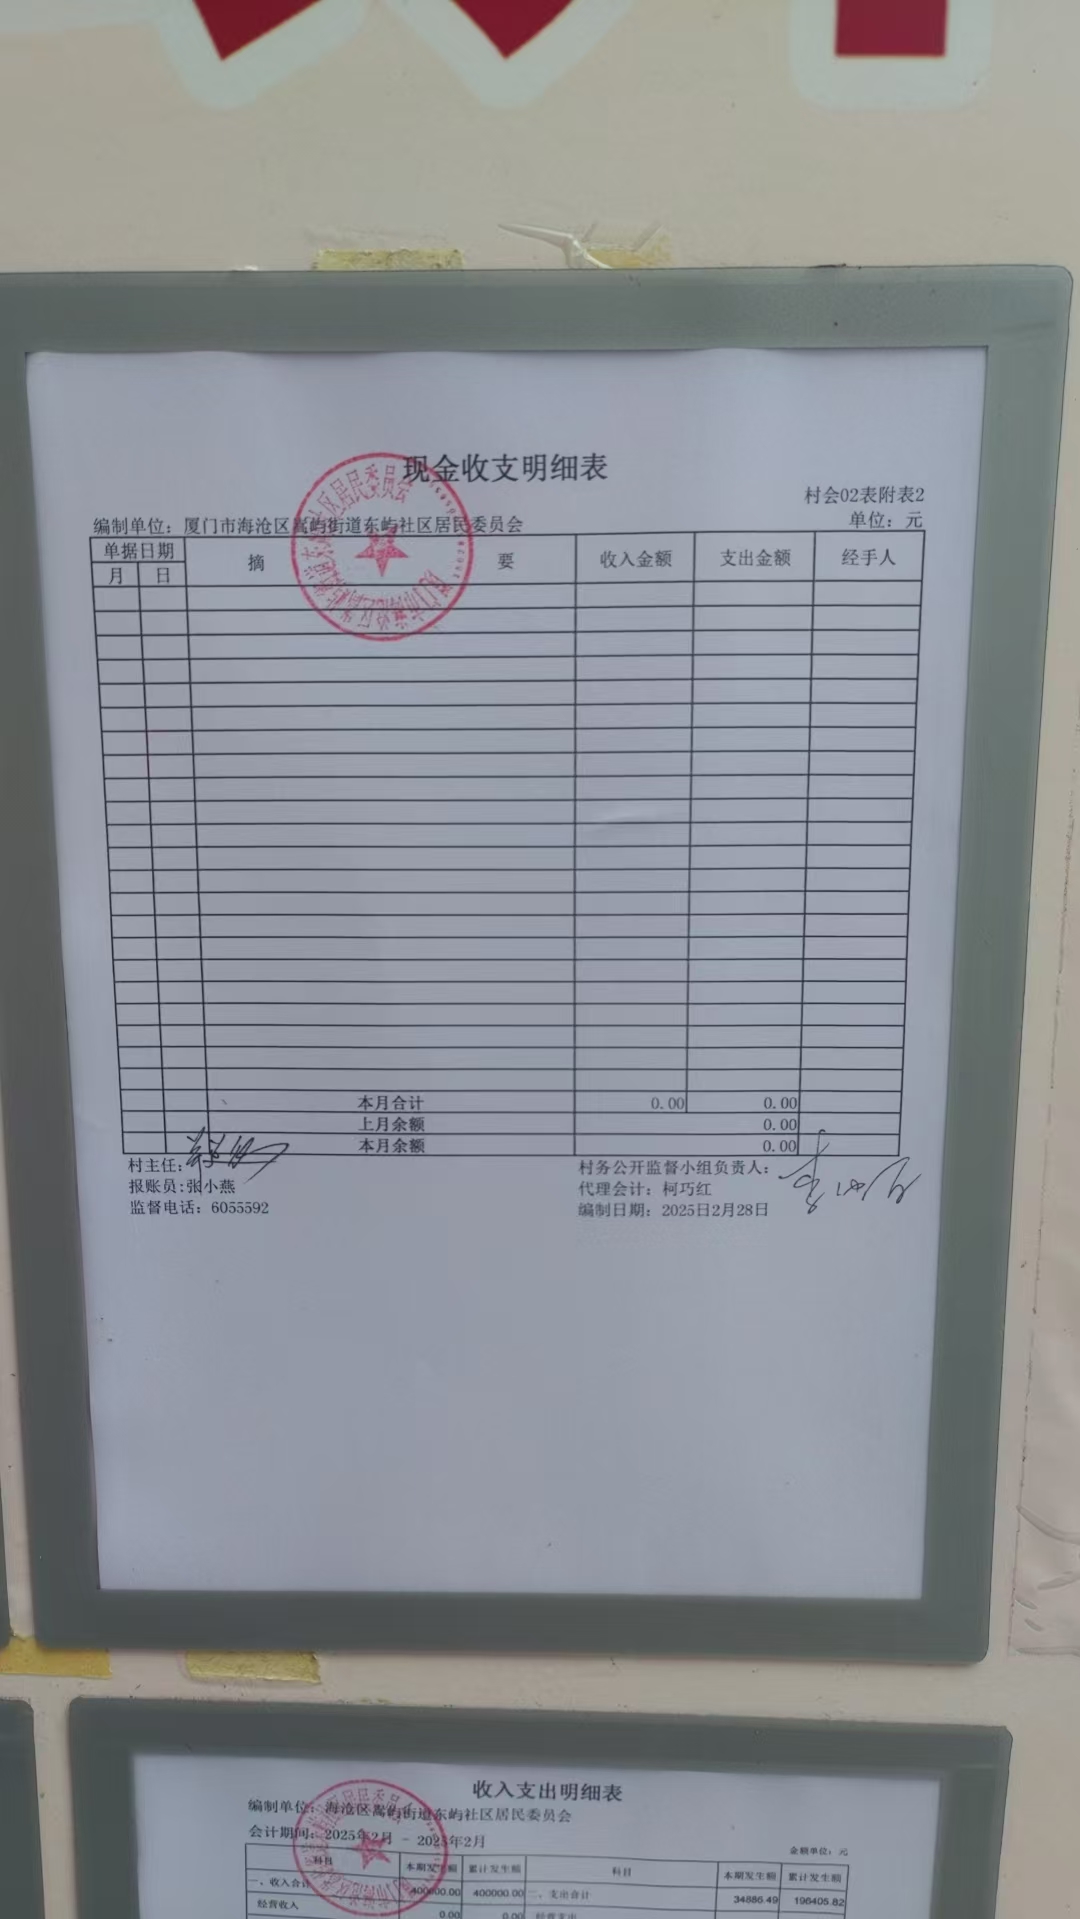 现金收支明细表
村会02表附表2
编制单位：厦门市海沧区嵩屿街道东屿社区居民委员会
单位：元
单据日期 摘 要 收入金额 支出金额 经手人
月 日
本月合计 0.00 0.00
上月余额 0.00
本月余额 0.00
村主任：
村务公开监督小组负责人：
报账员:张小燕
代理会计：柯巧红
监督电话：6055592
编制日期：2025日2月28日
收入支出明细表
编制单位：海沧区嵩屿街道东屿社区居民委员会
会计期间：2025年2月 - 2025年2月
金额单位：元
科目 本期发生额 累计发生额 科目 本期发生额 累计发生额
一、收入合计 400000.00 400000.00 二、支出合计 34886.49 196405.82
经营收入 0.00 0.00 经营支出